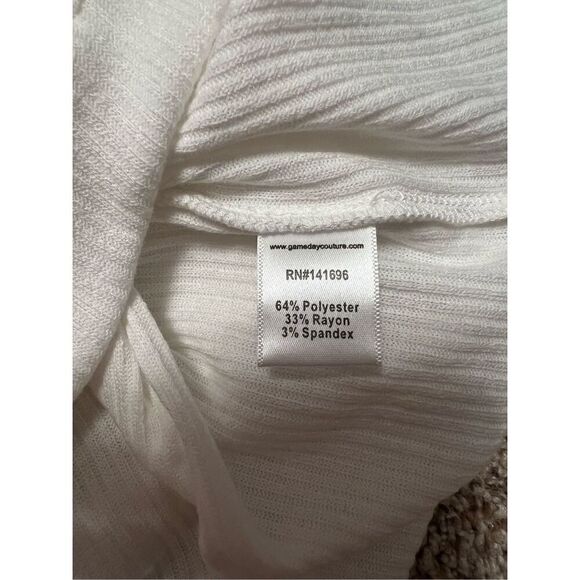 www.gamedaycouture.com
RN#141696
64% Polyester
33% Rayon
3% Spandex